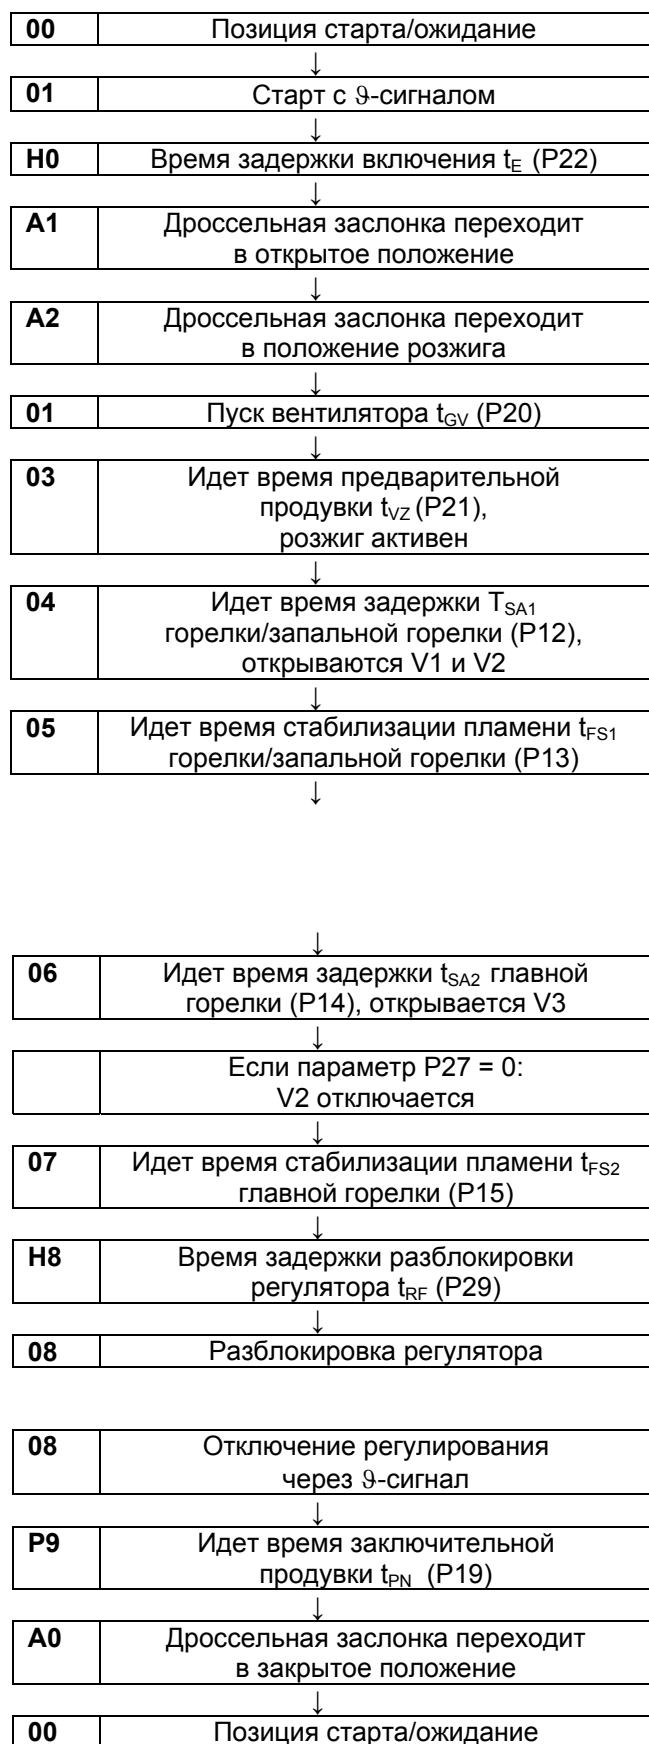 00 Позиция старта/ожидание
↓
01 Старт с ϑ-сигналом
↓
H0 Время задержки включения tE (P22)
↓
A1 Дроссельная заслонка переходит
в открытое положение
↓
A2 Дроссельная заслонка переходит
в положение розжига
↓
01 Пуск вентилятора tGV (P20)
↓
03 Идет время предварительной
продувки tVZ (P21),
розжиг активен
↓
04 Идет время задержки TSA1
горелки/запальной горелки (P12),
открываются V1 и V2
↓
05 Идет время стабилизации пламени tFS1
горелки/запальной горелки (P13)
↓
↓
06 Идет время задержки tSA2 главной
горелки (P14), открывается V3
↓
Если параметр P27 = 0:
V2 отключается
↓
07 Идет время стабилизации пламени tFS2
главной горелки (P15)
↓
H8 Время задержки разблокировки
регулятора tRF (P29)
↓
08 Разблокировка регулятора
08 Отключение регулирования
через ϑ-сигнал
↓
P9 Идет время заключительной
продувки tPN (P19)
↓
A0 Дроссельная заслонка переходит
в закрытое положение
↓
00 Позиция старта/ожидание